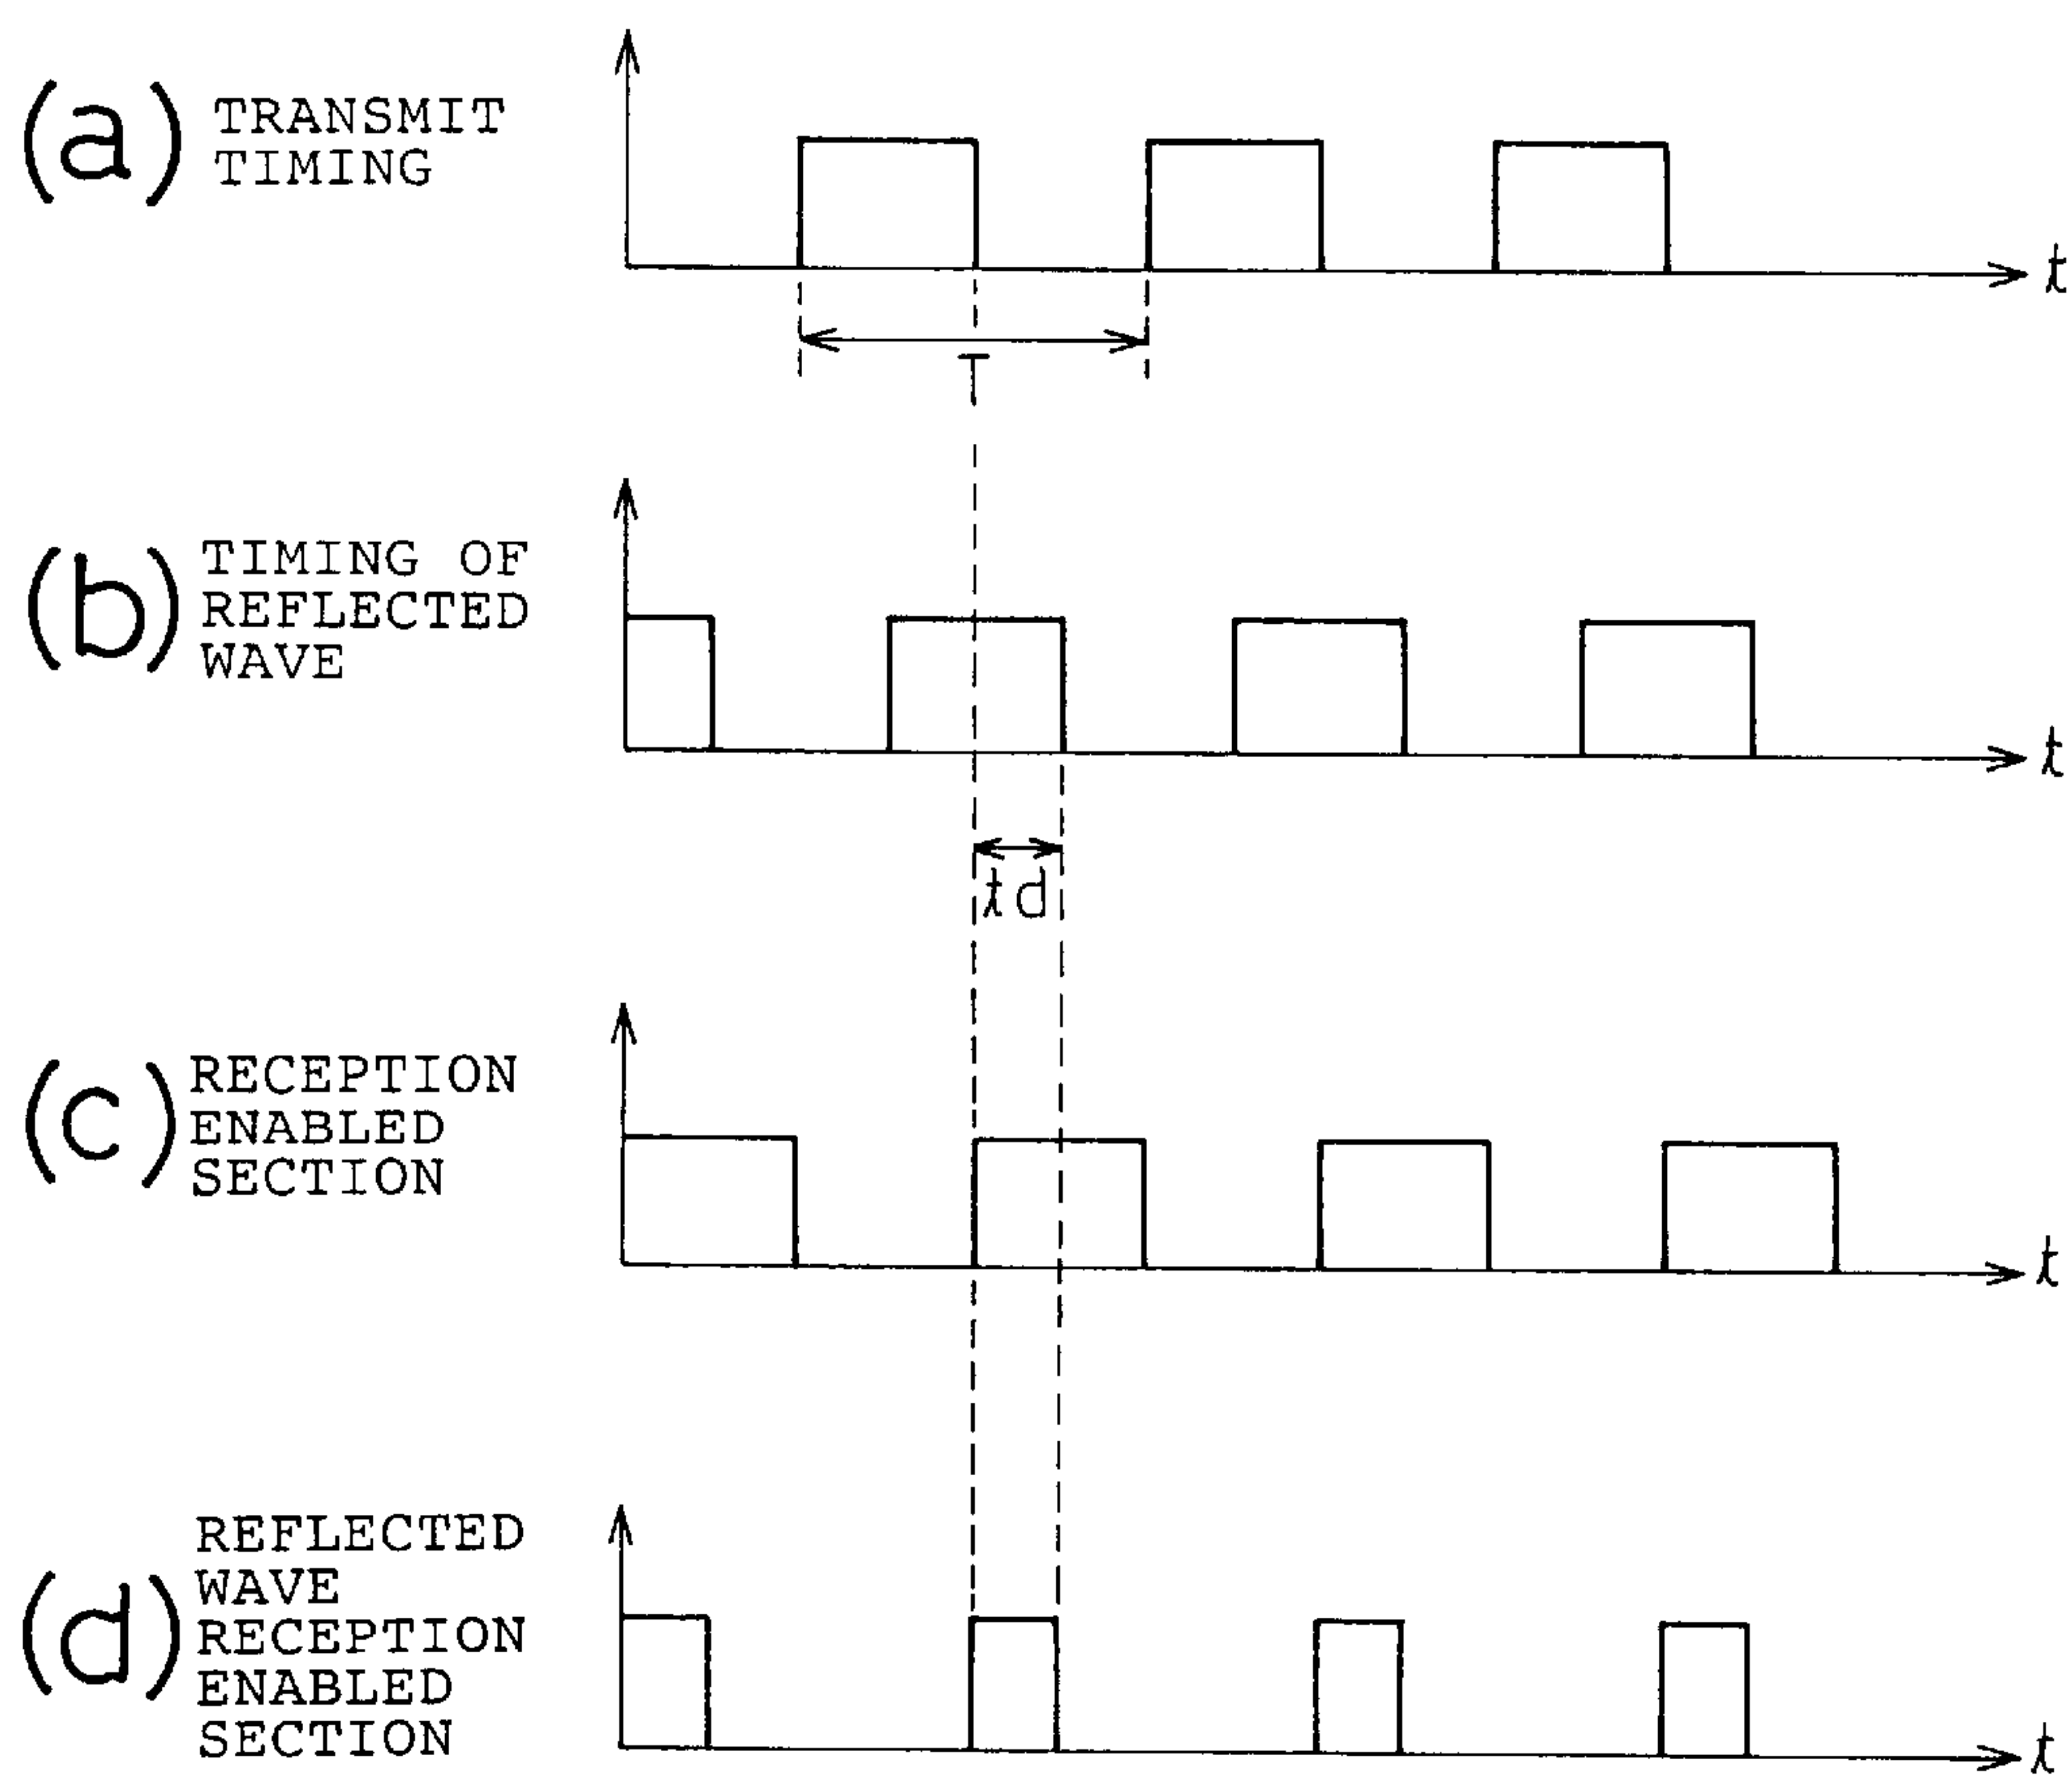 (a) TRANSMIT
TIMING
t
T
(b) TIMING OF
REFLECTED
WAVE
t
td
(c) RECEPTION
ENABLED
SECTION
t
(d) REFLECTED
WAVE
RECEPTION
ENABLED
SECTION
t